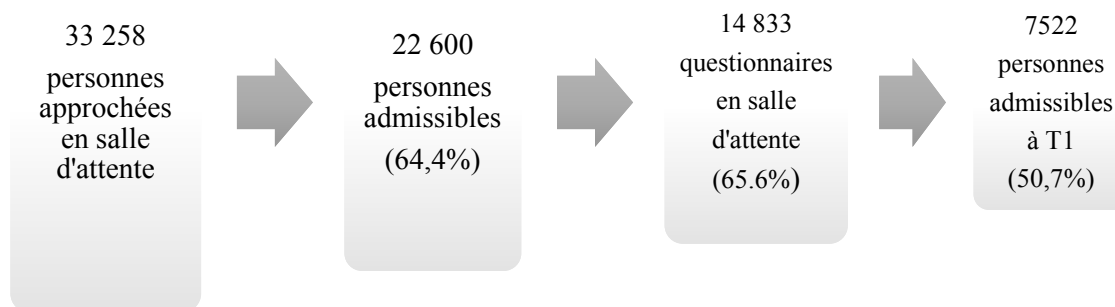 33 258
personnes
approchées
en salle
d'attente
22 600
personnes
admissibles
(64,4%)
14 833
questionnaires
en salle
d'attente
(65.6%)
7522
personnes
admissibles
à T1
(50,7%)